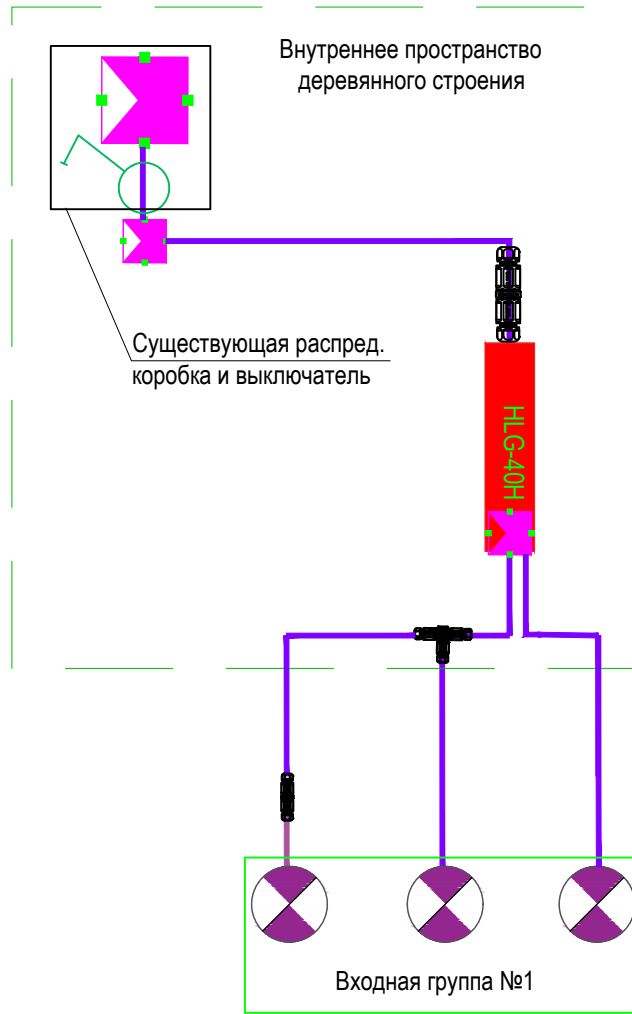 Внутреннее пространство
деревянного строения
Существующая распред.
коробка и выключатель
HLG-40H
Входная группа №1